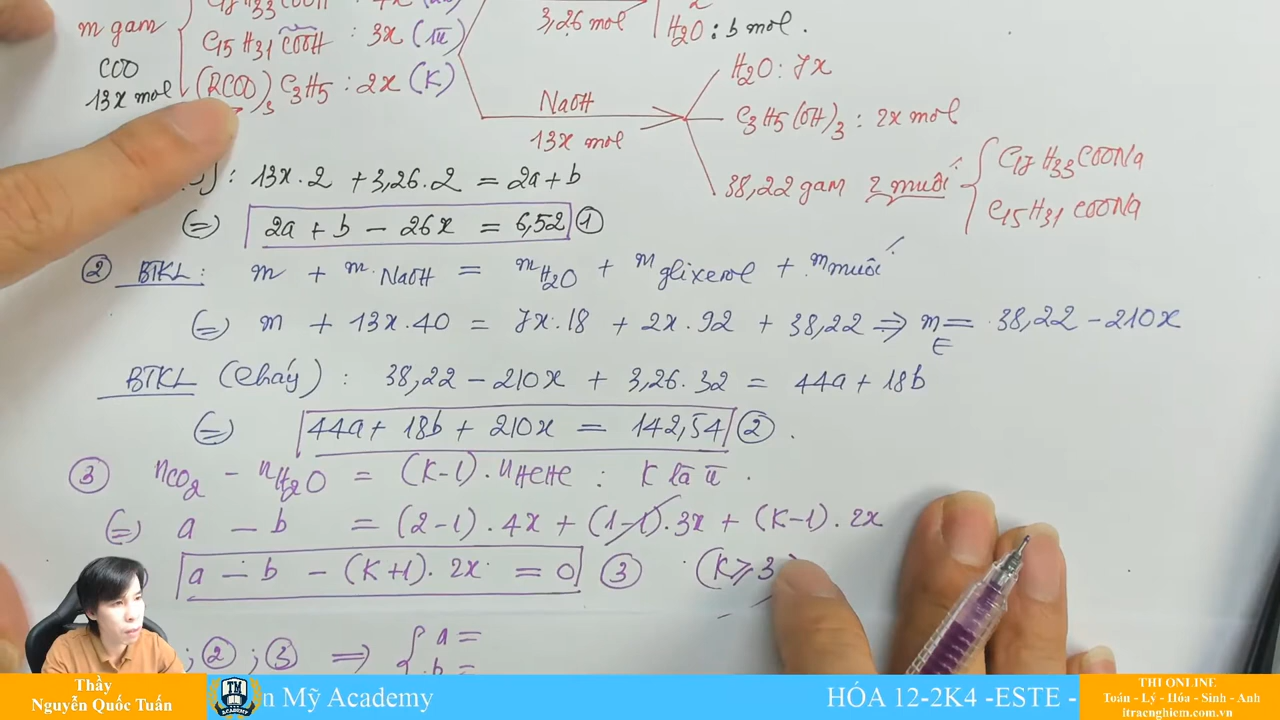 m gam
C17H33COOH : 4x
C15H31COOH : 3x (π)
(RCOO)3C3H5 : 2x (K)
COO
13x mol
3,26 mol
H2O : b mol.
NaOH
13x mol
H2O : 7x
C3H5(OH)3 : 2x mol
38,22 gam 2 muối
C17H33COONa
C15H31COONa
: 13x.2 + 3,26.2 = 2a + b
(=) 2a + b - 26x = 6,52 ①
② BTKL: m + mNaOH = mH2O + mglixerol + mmuối
(=) m + 13x.40 = 7x.18 + 2x.92 + 38,22 => mE = 38,22 - 210x
BTKL (cháy) : 38,22 - 210x + 3,26.32 = 44a + 18b
(=) 44a + 18b + 210x = 142,54 ② .
③ nCO2 - nH2O = (K-1). nHCHC : K là π .
(=) a - b = (2-1).4x + (1-1).3x + (K-1).2x
a - b - (K+1).2x = 0 ③ (K ⩾ 3
; ② ; ③ => { a =
b =
Thầy
Nguyễn Quốc Tuấn
TM
ACADEMY
n Mỹ Academy
HÓA 12-2K4 -ESTE -
THI ONLINE
Toán - Lý - Hóa - Sinh - Anh
itracnghiem.com.vn